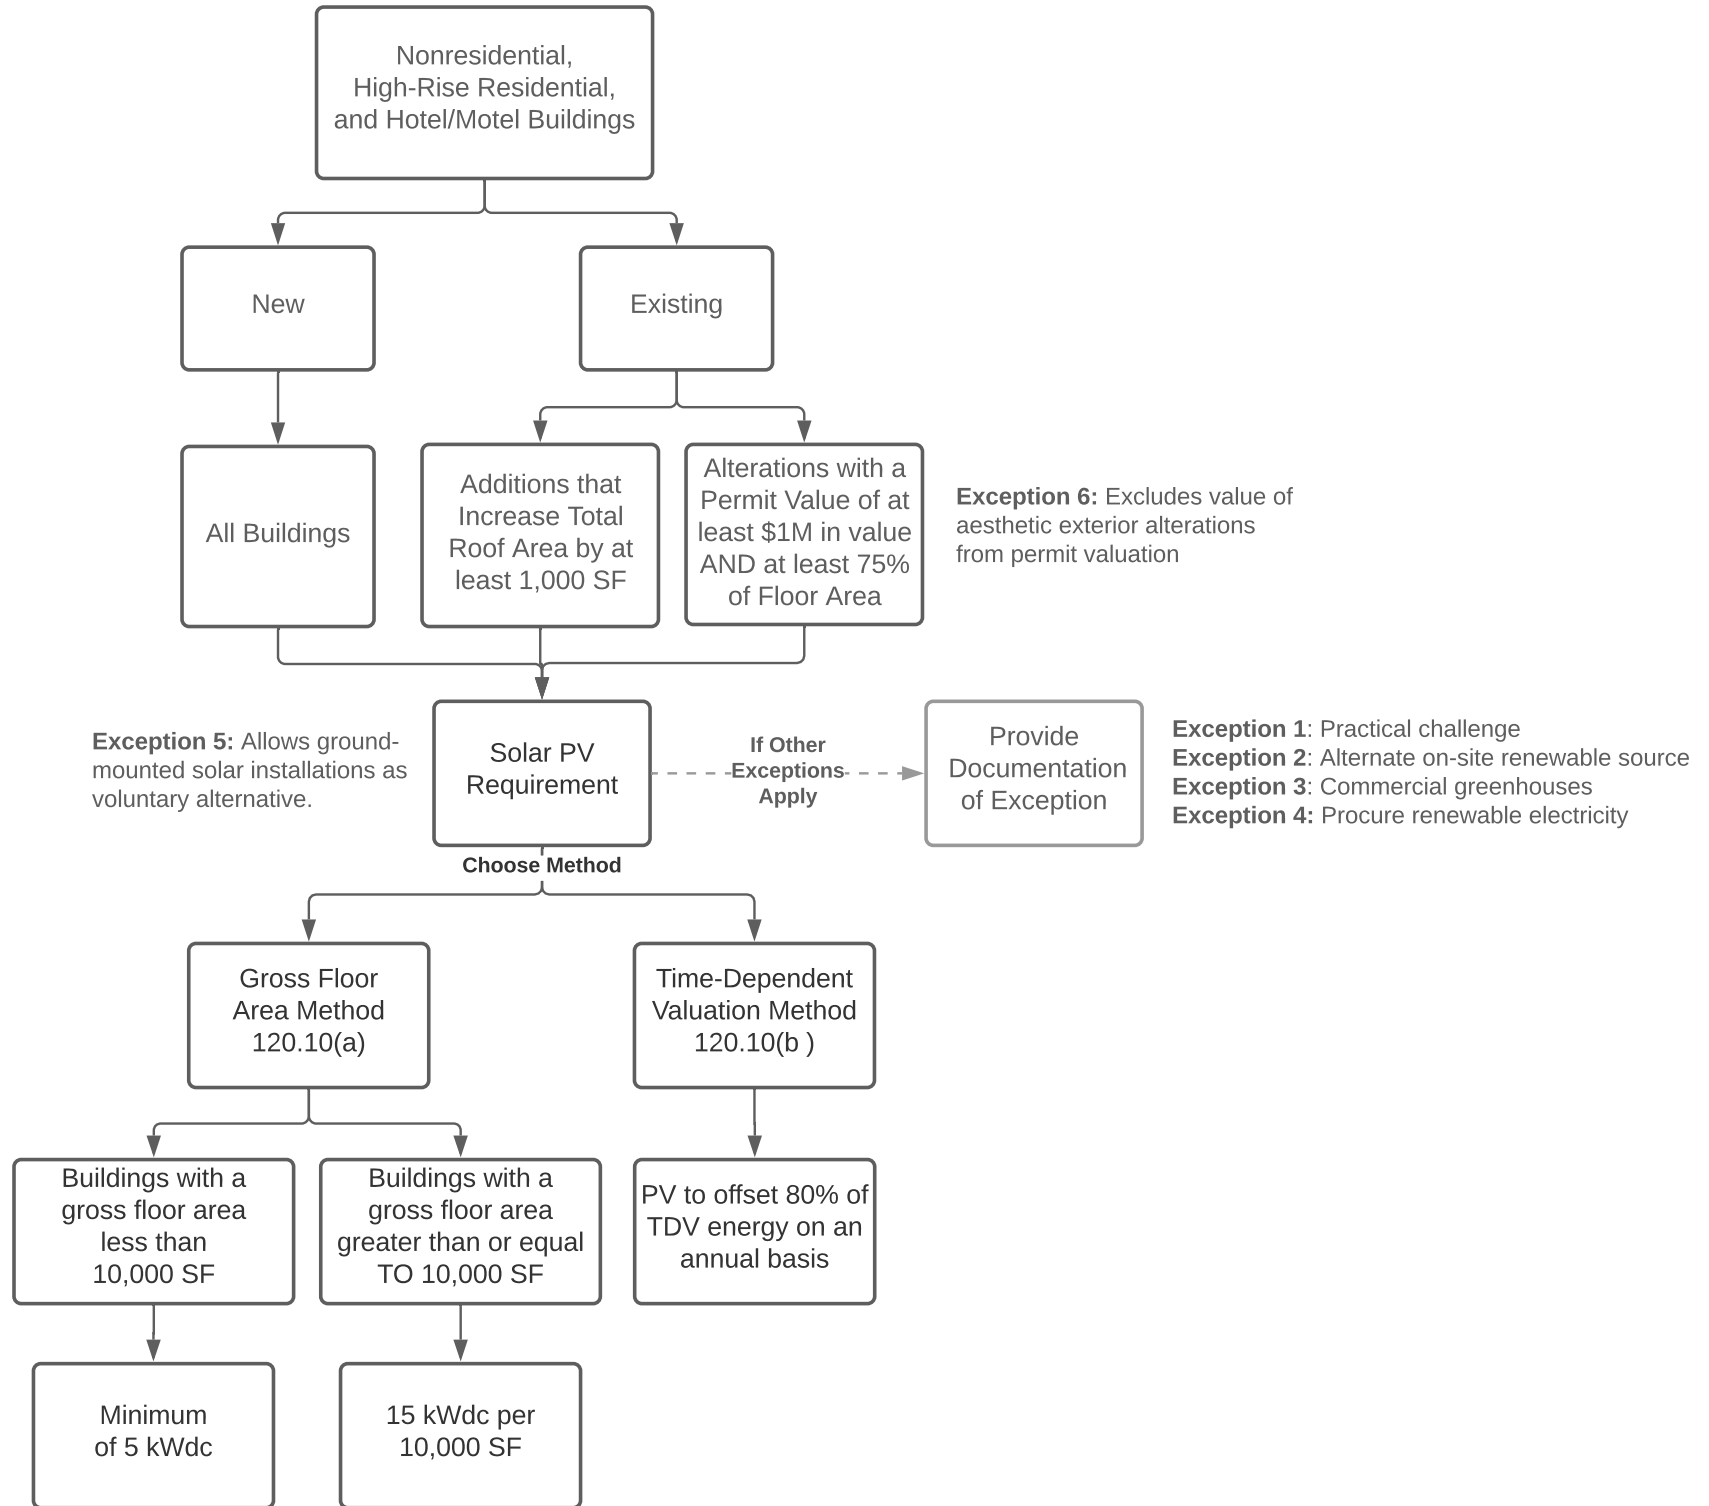 Nonresidential,
High-Rise Residential,
and Hotel/Motel Buildings
New
Existing
All Buildings
Additions that
Increase Total
Roof Area by at
least 1,000 SF
Alterations with a
Permit Value of at
least $1M in value
AND at least 75%
of Floor Area
Exception 6: Excludes value of
aesthetic exterior alterations
from permit valuation
Exception 5: Allows ground-
mounted solar installations as
voluntary alternative.
Solar PV
Requirement
If Other
Exceptions
Apply
Provide
Documentation
of Exception
Exception 1: Practical challenge
Exception 2: Alternate on-site renewable source
Exception 3: Commercial greenhouses
Exception 4: Procure renewable electricity
Choose Method
Gross Floor
Area Method
120.10(a)
Time-Dependent
Valuation Method
120.10(b )
Buildings with a
gross floor area
less than
10,000 SF
Buildings with a
gross floor area
greater than or equal
TO 10,000 SF
PV to offset 80% of
TDV energy on an
annual basis
Minimum
of 5 kWdc
15 kWdc per
10,000 SF